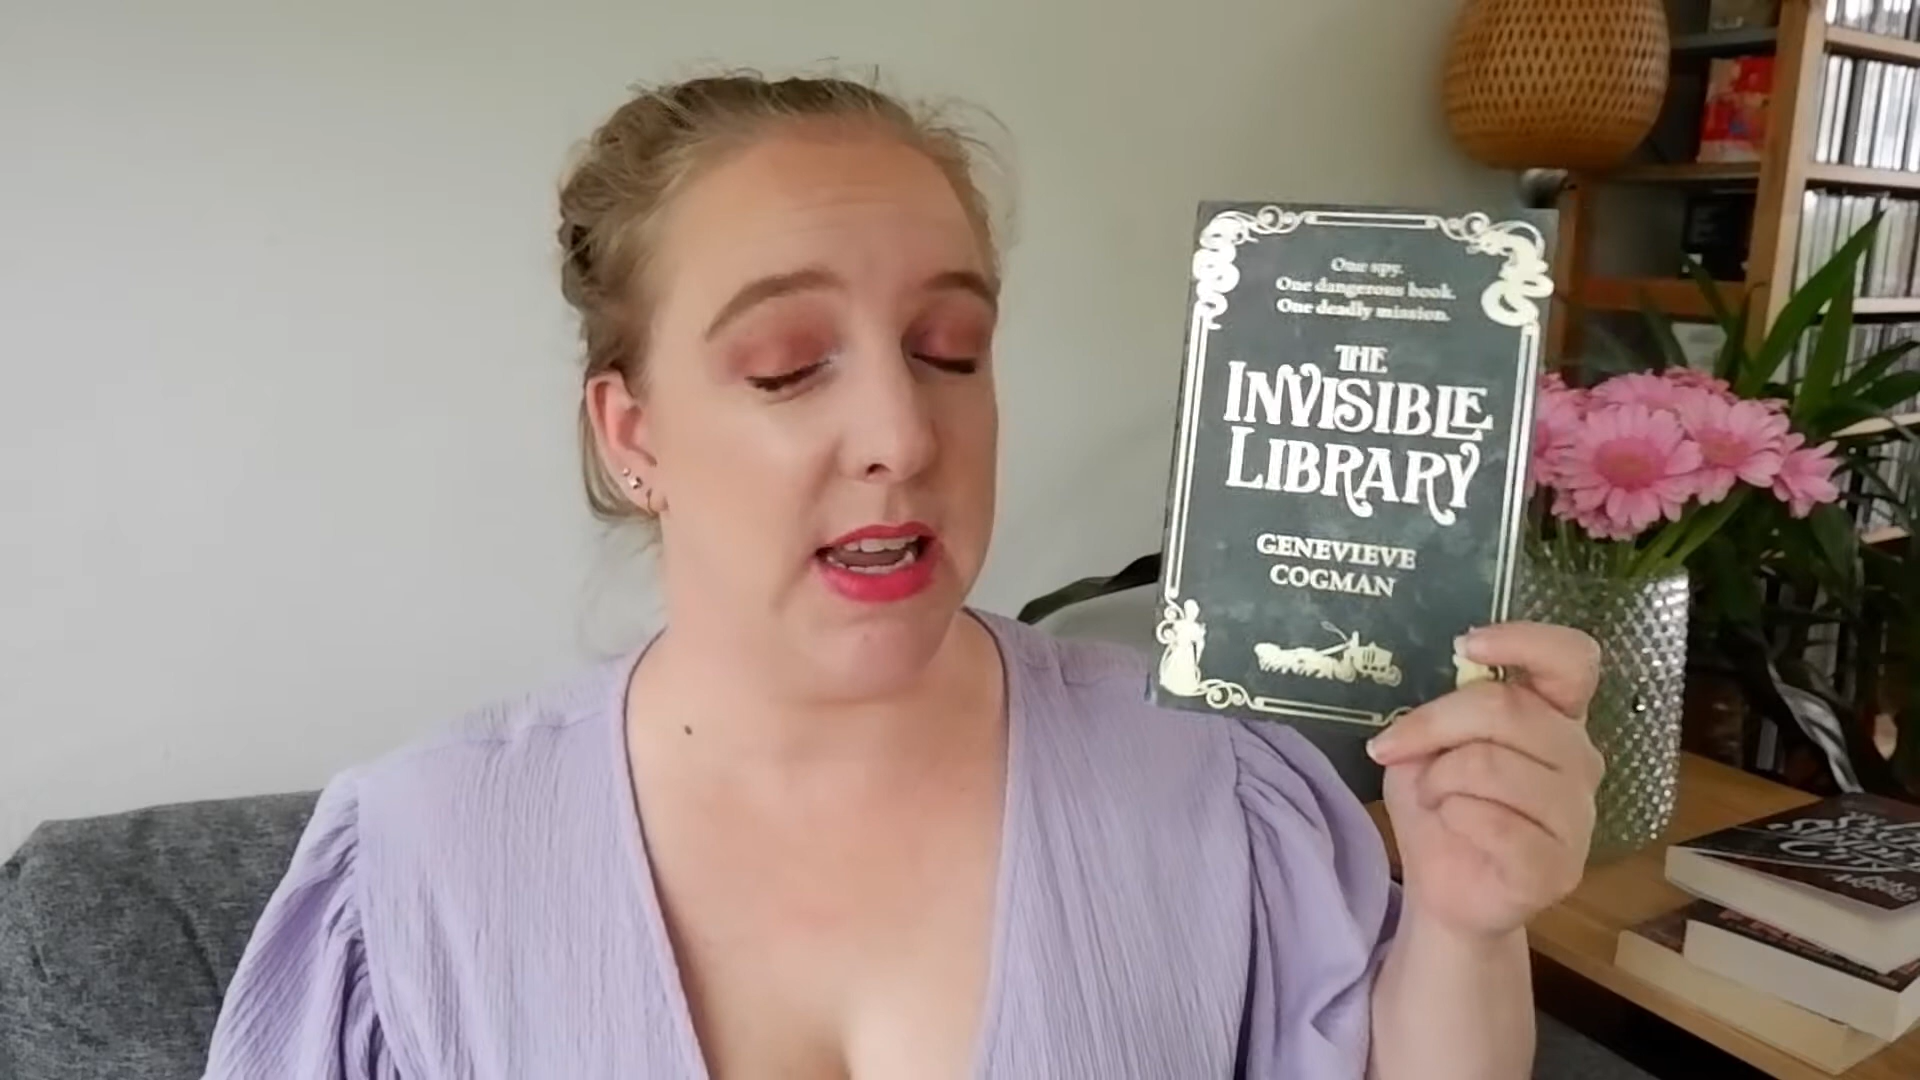 One spy.
One dangerous book.
One deadly mission.
THE
INVISIBLE
LIBRARY
GENEVIEVE
COGMAN